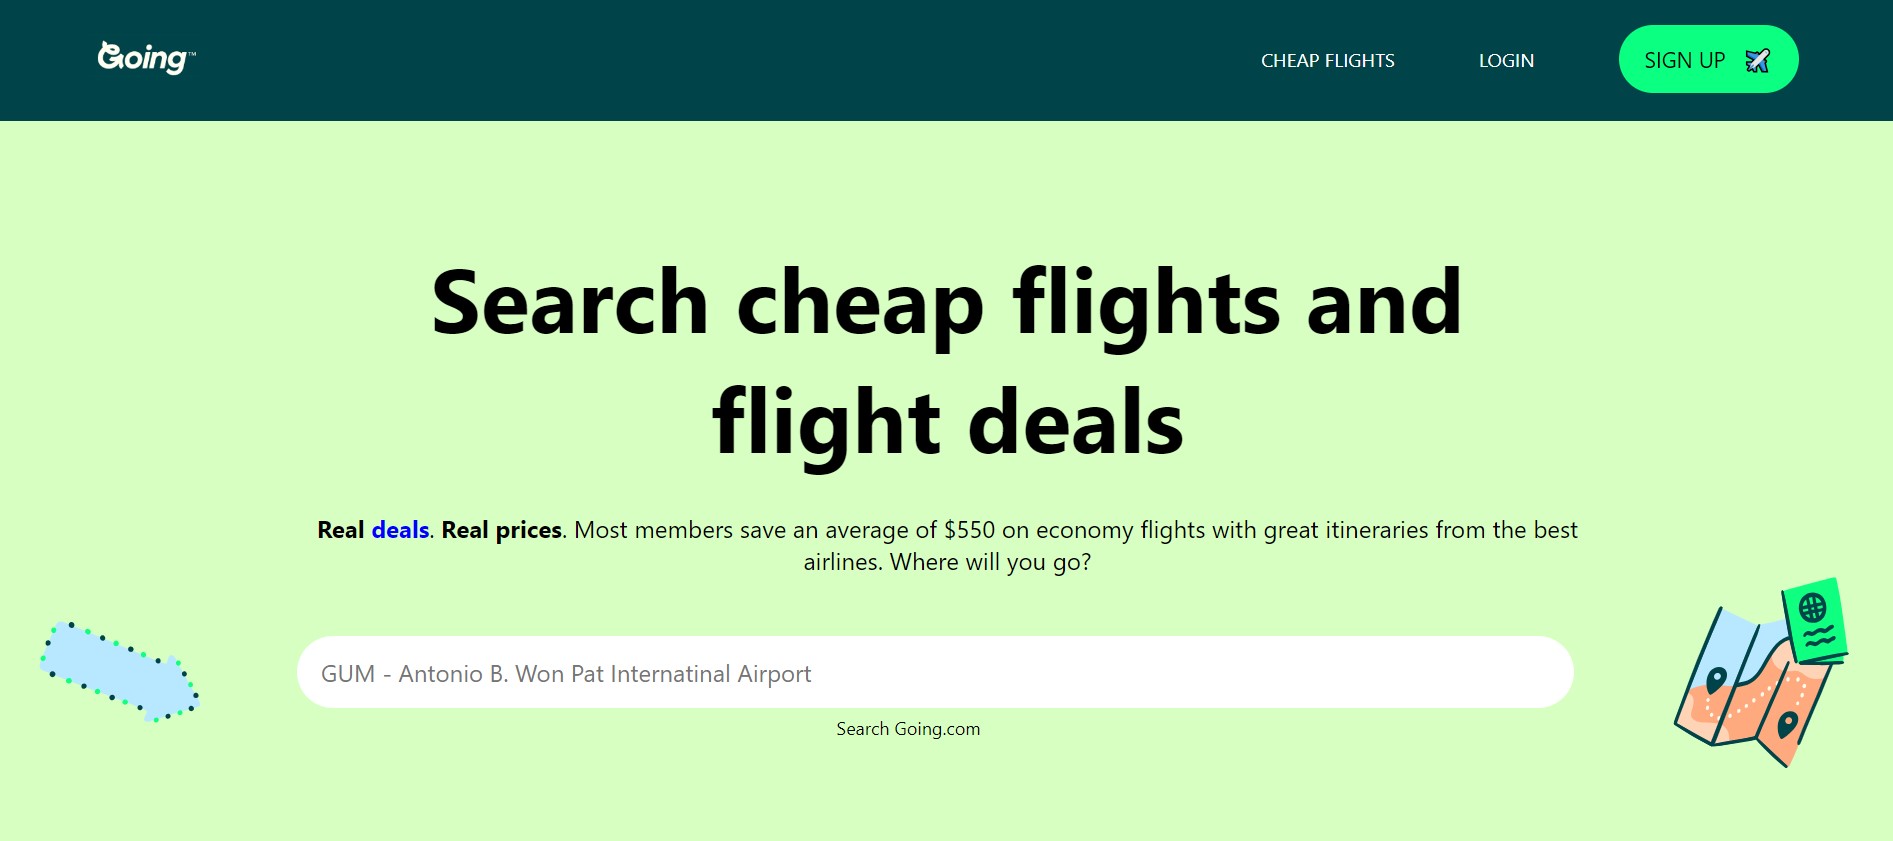 Going™
CHEAP FLIGHTS
LOGIN
SIGN UP
Search cheap flights and
flight deals
Real deals. Real prices. Most members save an average of $550 on economy flights with great itineraries from the best
airlines. Where will you go?
GUM - Antonio B. Won Pat Internatinal Airport
Search Going.com